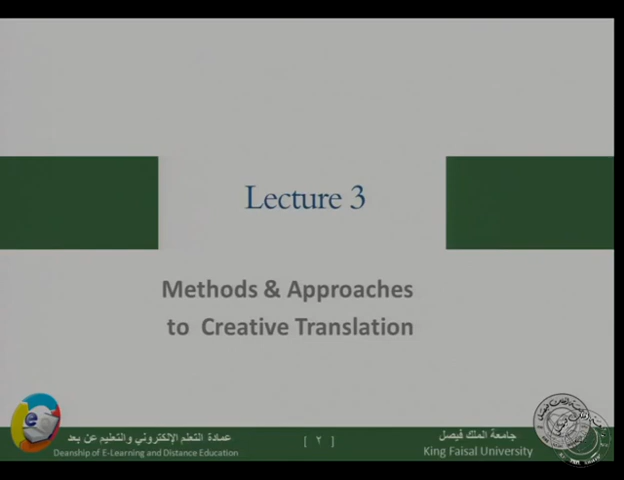 Lecture 3
Methods & Approaches
to Creative Translation
عمادة التعلم الإلكتروني والتعليم عن بعد
Deanship of E-Learning and Distance Education
[ ٢ ]
جامعة الملك فيصل
King Faisal University